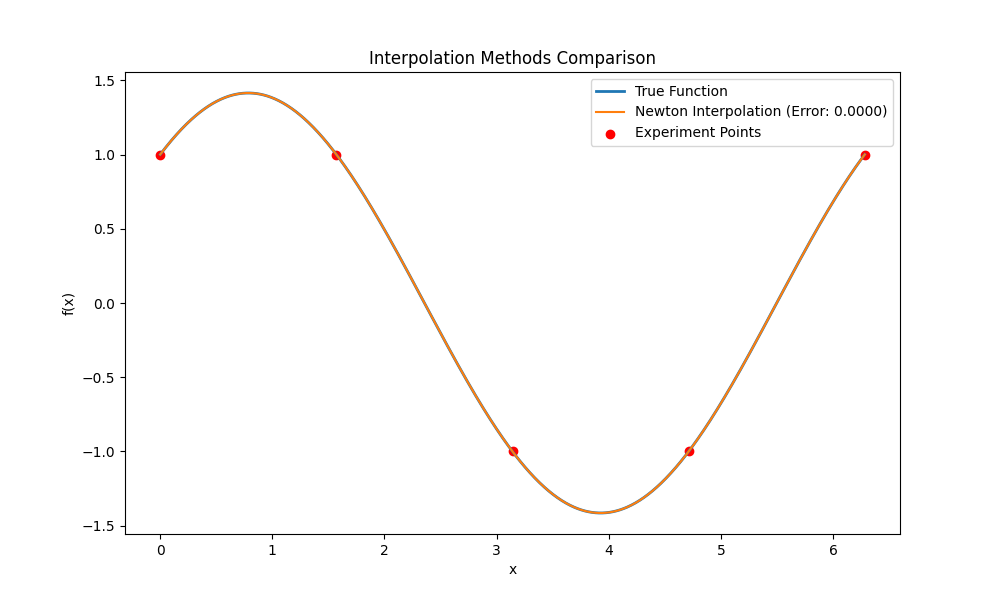 Interpolation Methods Comparison
True Function
Newton Interpolation (Error: 0.0000)
Experiment Points
1.5
1.0
0.5
0.0
−0.5
−1.0
−1.5
f(x)
0 1 2 3 4 5 6
x